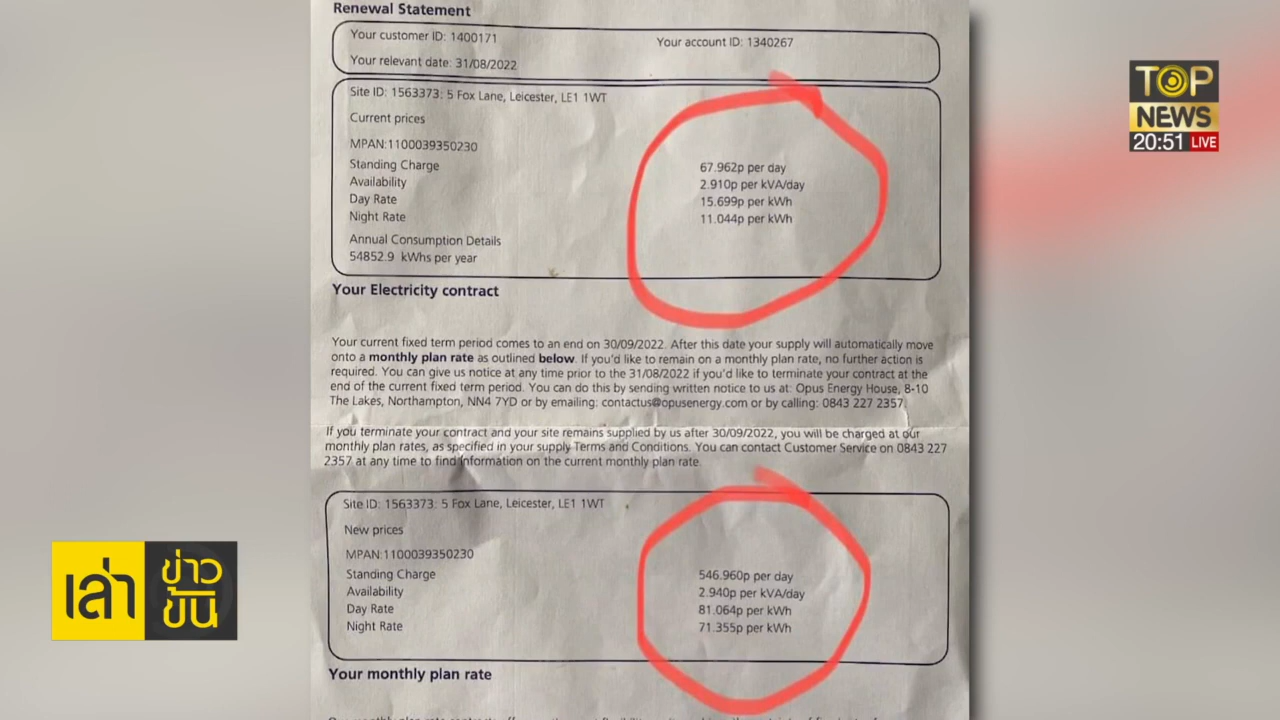 Renewal Statement
Your customer ID: 1400171
Your account ID: 1340267
Your relevant date: 31/08/2022
Site ID: 1563373: 5 Fox Lane, Leicester, LE1 1WT
Current prices
MPAN:1100039350230
Standing Charge 67.962p per day
Availability 2.910p per kVA/day
Day Rate 15.699p per kWh
Night Rate 11.044p per kWh
Annual Consumption Details
54852.9 kWhs per year
Your Electricity contract
Your current fixed term period comes to an end on 30/09/2022. After this date your supply will automatically move
onto a monthly plan rate as outlined below. If you'd like to remain on a monthly plan rate, no further action is
required. You can give us notice at any time prior to the 31/08/2022 if you'd like to terminate your contract at the
end of the current fixed term period. You can do this by sending written notice to us at: Opus Energy House, 8-10
The Lakes, Northampton, NN4 7YD or by emailing: contactus@opusenergy.com or by calling: 0843 227 2357.
If you terminate your contract and your site remains supplied by us after 30/09/2022, you will be charged at our
monthly plan rates, as specified in your supply Terms and Conditions. You can contact Customer Service on 0843 227
2357 at any time to find information on the current monthly plan rate.
Site ID: 1563373: 5 Fox Lane, Leicester, LE1 1WT
New prices
MPAN:1100039350230
Standing Charge 546.960p per day
Availability 2.940p per kVA/day
Day Rate 81.064p per kWh
Night Rate 71.355p per kWh
Your monthly plan rate
TOP
NEWS
20:51 LIVE
เล่า
ข่าว
ข้น